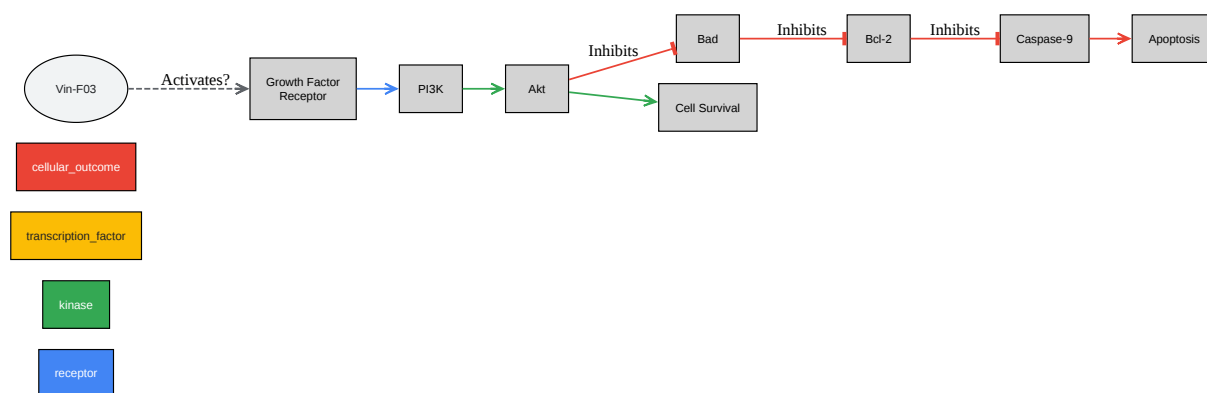 Vin-F03
Activates?
Growth Factor
Receptor
PI3K
Akt
Inhibits
Bad
Inhibits
Bcl-2
Inhibits
Caspase-9
Apoptosis
Cell Survival
cellular_outcome
transcription_factor
kinase
receptor